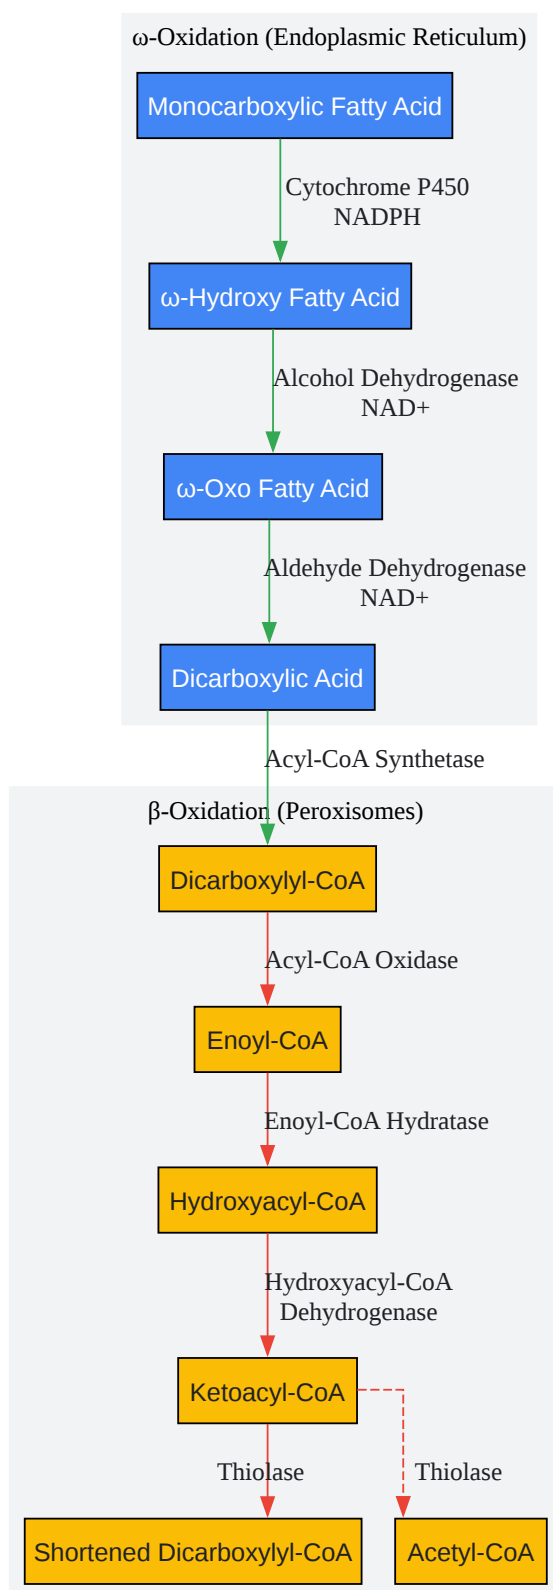 ω-Oxidation (Endoplasmic Reticulum)
Monocarboxylic Fatty Acid
Cytochrome P450
NADPH
ω-Hydroxy Fatty Acid
Alcohol Dehydrogenase
NAD+
ω-Oxo Fatty Acid
Aldehyde Dehydrogenase
NAD+
Dicarboxylic Acid
Acyl-CoA Synthetase
β-Oxidation (Peroxisomes)
Dicarboxylyl-CoA
Acyl-CoA Oxidase
Enoyl-CoA
Enoyl-CoA Hydratase
Hydroxyacyl-CoA
Hydroxyacyl-CoA
Dehydrogenase
Ketoacyl-CoA
Thiolase
Thiolase
Shortened Dicarboxylyl-CoA
Acetyl-CoA